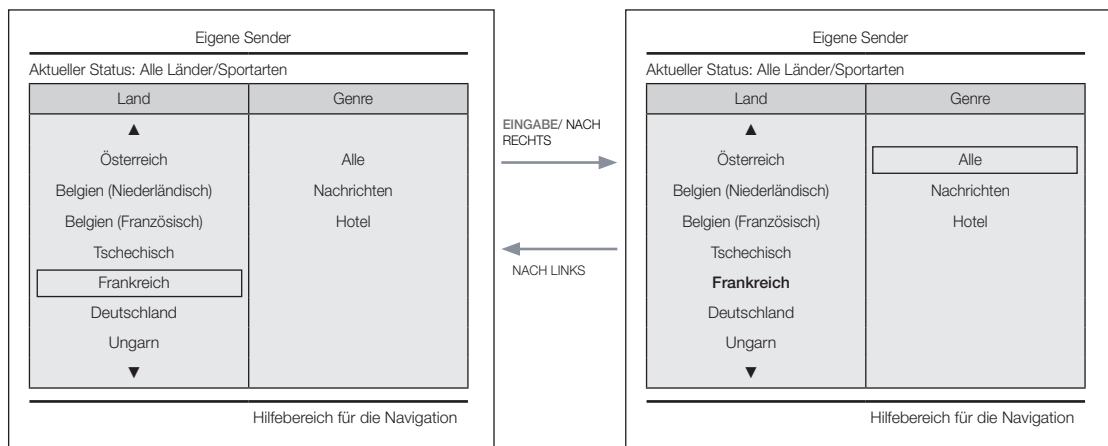 Eigene Sender
Aktueller Status: Alle Länder/Sportarten
Land Genre
▲
Österreich Alle
Belgien (Niederländisch) Nachrichten
Belgien (Französisch) Hotel
Tschechisch
Frankreich
Deutschland
Ungarn
▼
Hilfebereich für die Navigation
EINGABE/ NACH
RECHTS
NACH LINKS
Eigene Sender
Aktueller Status: Alle Länder/Sportarten
Land Genre
▲
Österreich Alle
Belgien (Niederländisch) Nachrichten
Belgien (Französisch) Hotel
Tschechisch
Frankreich
Deutschland
Ungarn
▼
Hilfebereich für die Navigation